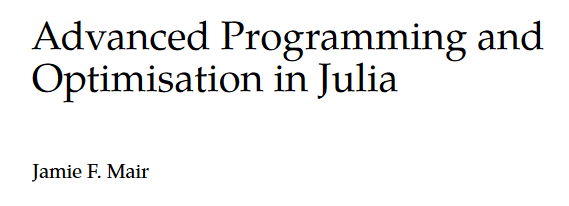 Advanced Programming and
Optimisation in Julia
Jamie F. Mair